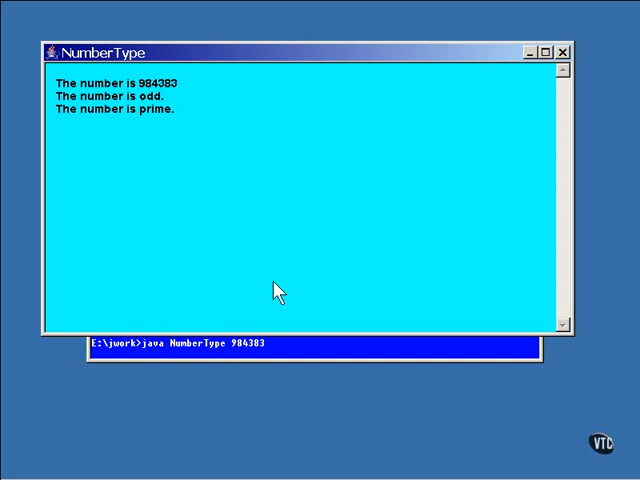 NumberType
The number is 984383
The number is odd.
The number is prime.
E:\jwork>java NumberType 984383
VTC